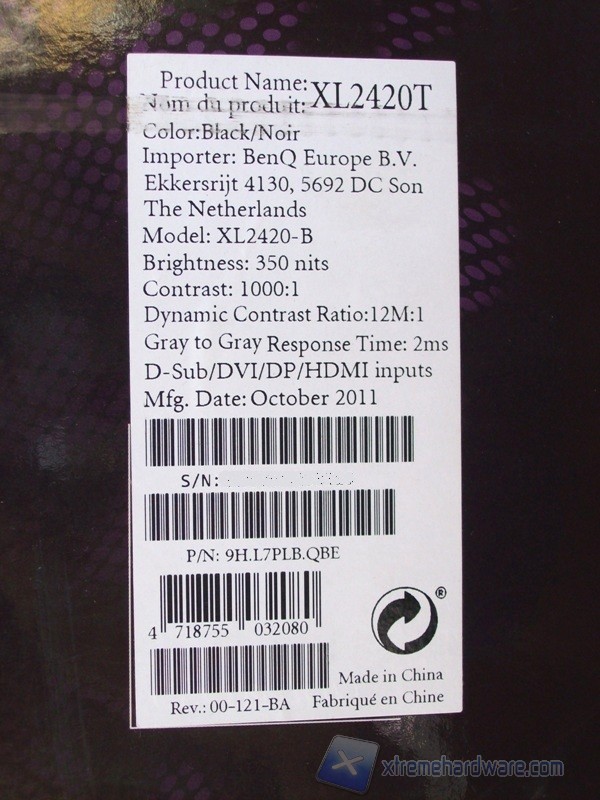 Product Name: XL2420T
Nom du produit:
Color:Black/Noir
Importer: BenQ Europe B.V.
Ekkersrijt 4130, 5692 DC Son
The Netherlands
Model: XL2420-B
Brightness: 350 nits
Contrast: 1000:1
Dynamic Contrast Ratio:12M:1
Gray to Gray Response Time: 2ms
D-Sub/DVI/DP/HDMI inputs
Mfg. Date: October 2011
S/N:
P/N: 9H.L7PLB.QBE
4 718755 032080
®
Made in China
Rev.: 00-121-BA Fabriqué en Chine
xtremehardware.com